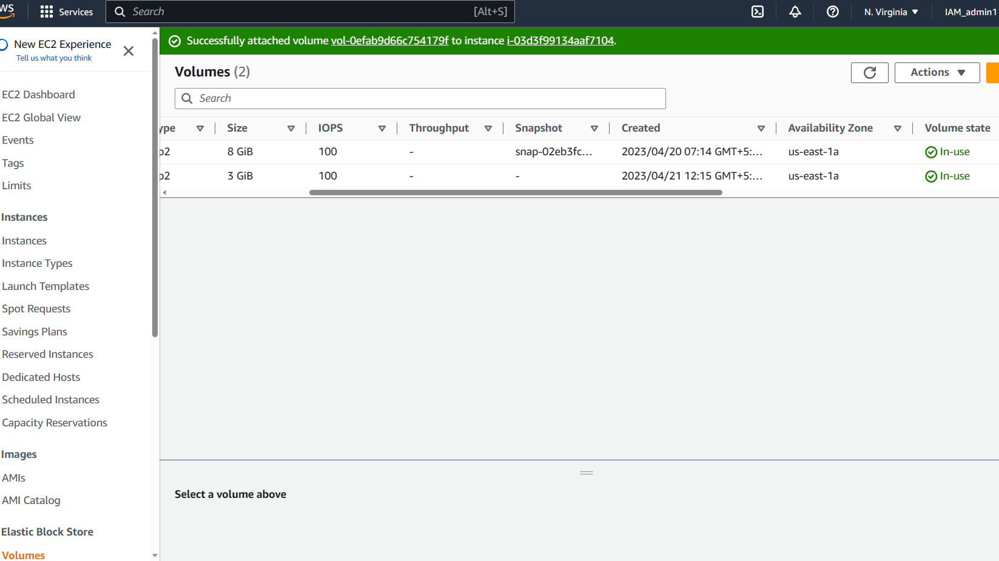 WS Services Search [Alt+S] N. Virginia IAM_admin1
New EC2 Experience
Tell us what you think
EC2 Dashboard
EC2 Global View
Events
Tags
Limits
Instances
Instances
Instance Types
Launch Templates
Spot Requests
Savings Plans
Reserved Instances
Dedicated Hosts
Scheduled Instances
Capacity Reservations
Images
AMIs
AMI Catalog
Elastic Block Store
Volumes
Successfully attached volume vol-0efab9d66c754179f to instance i-03d3f99134aaf7104.
Volumes (2)
Actions
Search
ype Size IOPS Throughput Snapshot Created Availability Zone Volume state
p2 8 GiB 100 - snap-02eb3fc... 2023/04/20 07:14 GMT+5:... us-east-1a In-use
p2 3 GiB 100 - - 2023/04/21 12:15 GMT+5:... us-east-1a In-use
Select a volume above